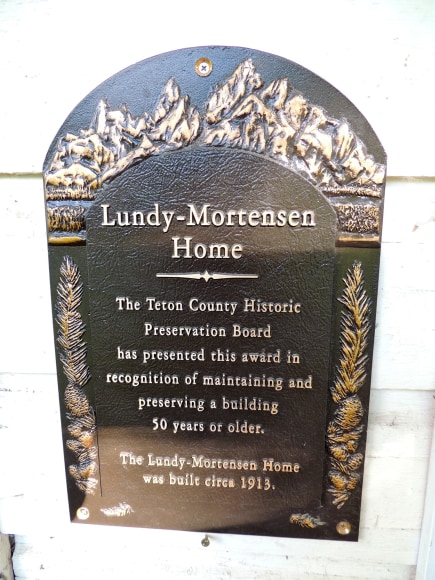 Lundy-Mortensen
Home
The Teton County Historic
Preservation Board
has presented this award in
recognition of maintaining and
preserving a building
50 years or older.
The Lundy-Mortensen Home
was built circa 1913.